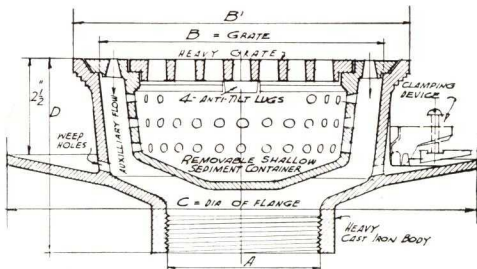 B'
B = GRATE
HEAVY GRATE
2½"
D
AUXILLIARY FLOW
4-ANTI-TILT LUGS
CLAMPING
DEVICE
WEEP
HOLES
REMOVABLE SHALLOW
SEDIMENT CONTAINER
C = DIA OF FLANGE
HEAVY
CAST IRON BODY
A